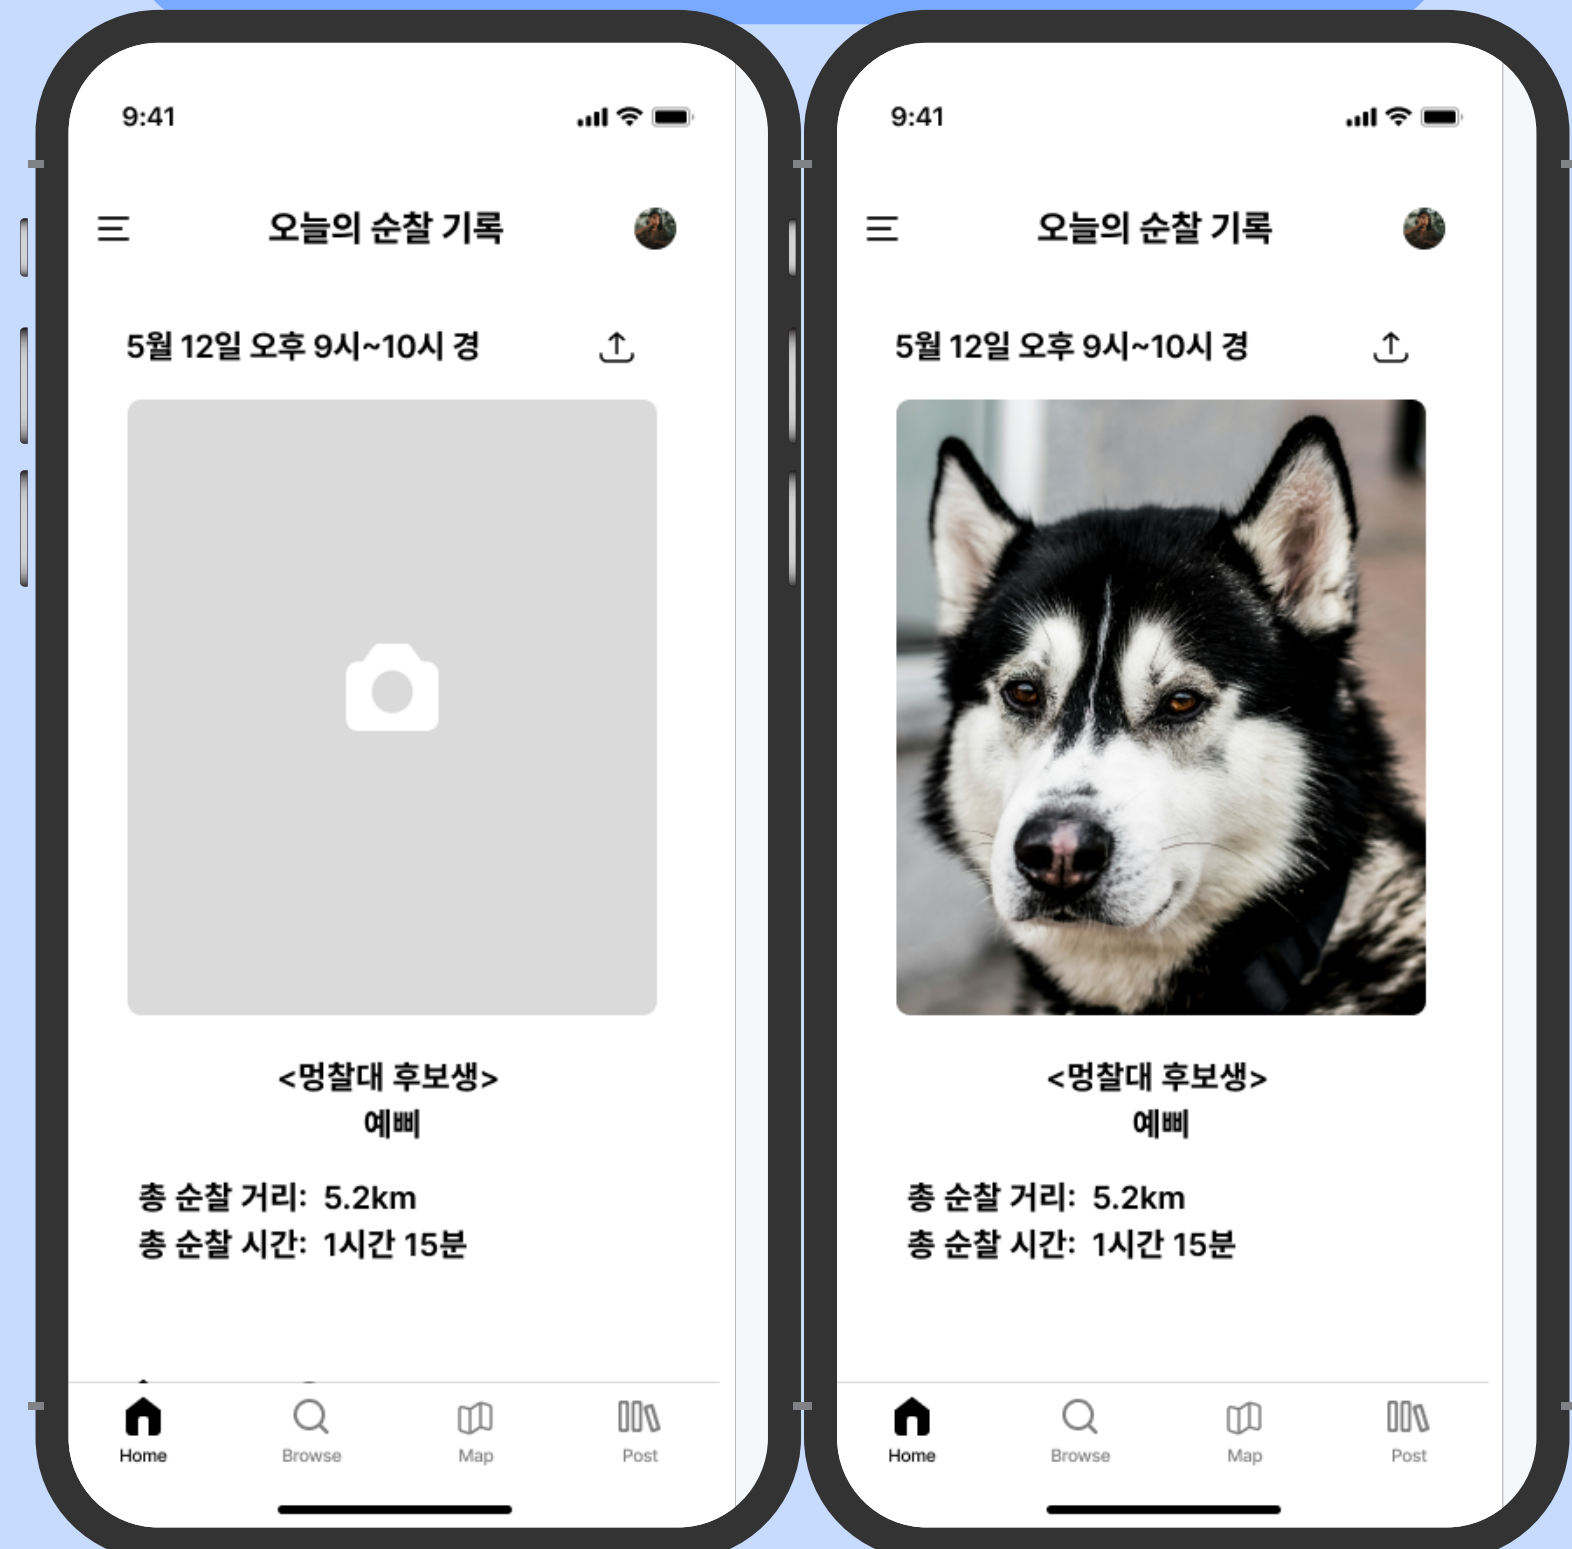 9:41
오늘의 순찰 기록
5월 12일 오후 9시~10시 경
<멍찰대 후보생>
예삐
총 순찰 거리: 5.2km
총 순찰 시간: 1시간 15분
Home
Browse
Map
Post
9:41
오늘의 순찰 기록
5월 12일 오후 9시~10시 경
<멍찰대 후보생>
예삐
총 순찰 거리: 5.2km
총 순찰 시간: 1시간 15분
Home
Browse
Map
Post